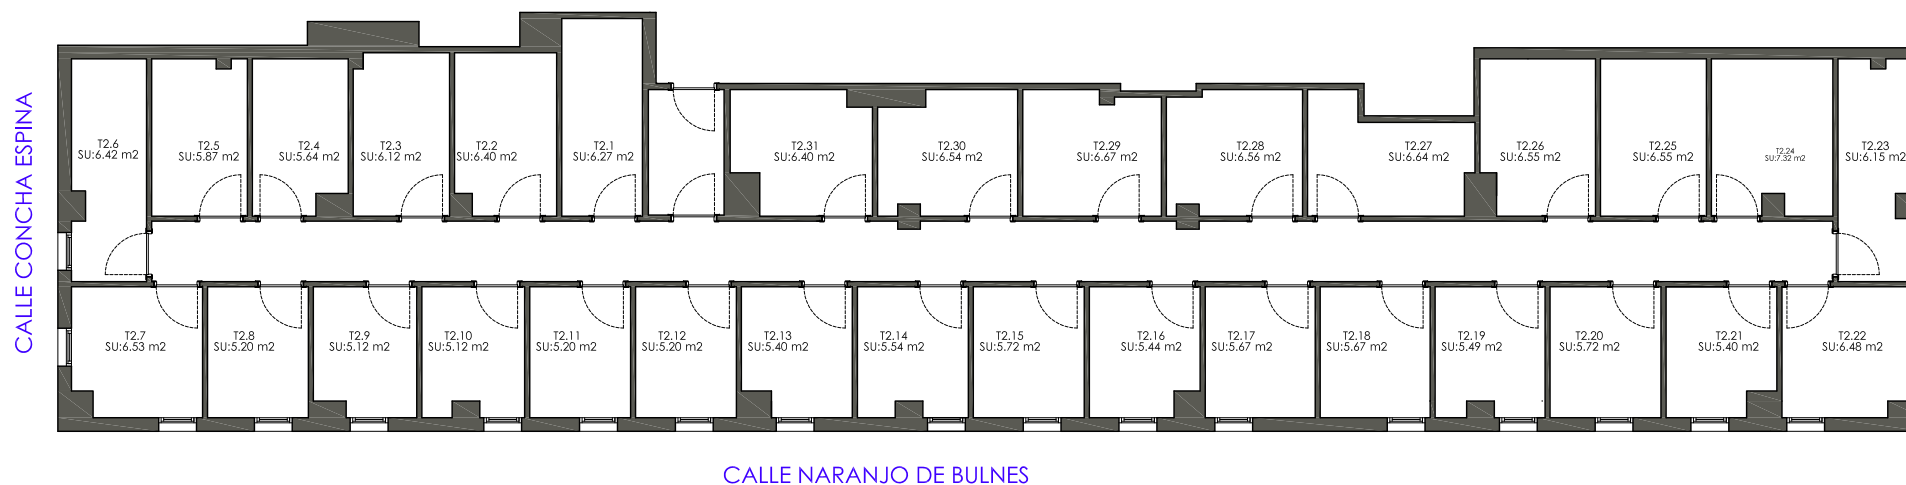 CALLE CONCHA ESPINA
T2.6
SU:6.42 m2
T2.5
SU:5.87 m2
T2.4
SU:5.64 m2
T2.3
SU:6.12 m2
T2.2
SU:6.40 m2
T2.1
SU:6.27 m2
T2.31
SU:6.40 m2
T2.30
SU:6.54 m2
T2.29
SU:6.67 m2
T2.28
SU:6.56 m2
T2.27
SU:6.64 m2
T2.26
SU:6.55 m2
T2.25
SU:6.55 m2
T2.24
SU:7.32 m2
T2.23
SU:6.15 m2
T2.7
SU:6.53 m2
T2.8
SU:5.20 m2
T2.9
SU:5.12 m2
T2.10
SU:5.12 m2
T2.11
SU:5.20 m2
T2.12
SU:5.20 m2
T2.13
SU:5.40 m2
T2.14
SU:5.54 m2
T2.15
SU:5.72 m2
T2.16
SU:5.44 m2
T2.17
SU:5.67 m2
T2.18
SU:5.67 m2
T2.19
SU:5.49 m2
T2.20
SU:5.72 m2
T2.21
SU:5.40 m2
T2.22
SU:6.48 m2
CALLE NARANJO DE BULNES